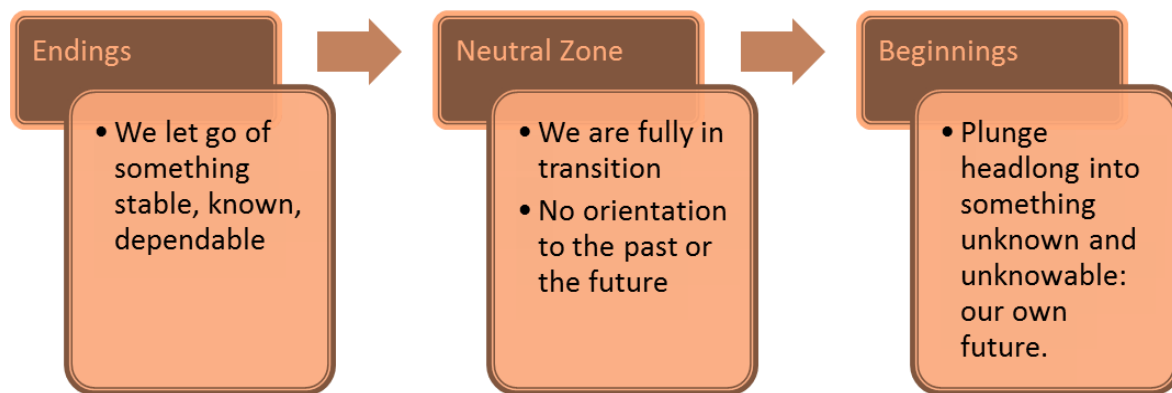 Endings
• We let go of
something
stable, known,
dependable
Neutral Zone
• We are fully in
transition
• No orientation
to the past or
the future
Beginnings
• Plunge
headlong into
something
unknown and
unknowable:
our own
future.